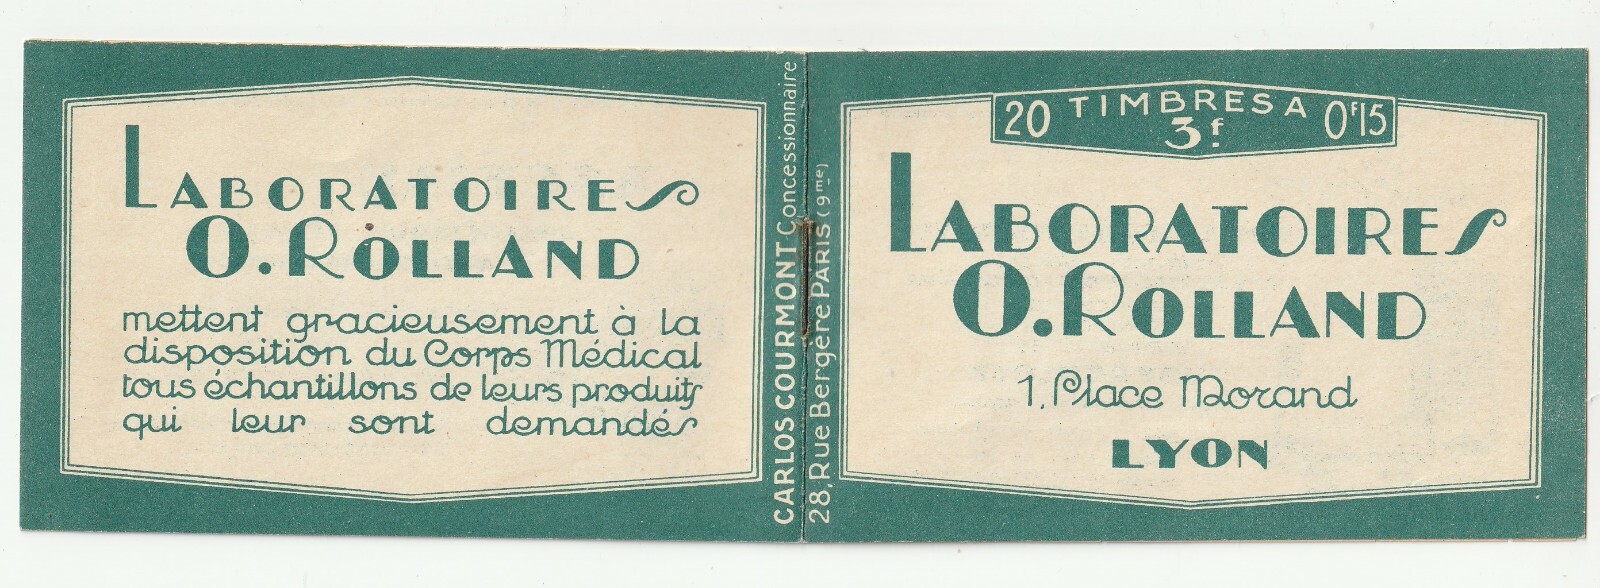 LABORATOIRES
O. ROLLAND
mettent gracieusement à la
disposition du Corps Médical
tous échantillons de leurs produits
qui leur sont demandés
CARLOS COURMONT Concessionnaire
28, Rue Bergère PARIS (9me)
20 TIMBRES A 0f15
3f
LABORATOIRES
O. ROLLAND
1, Place Morand
LYON